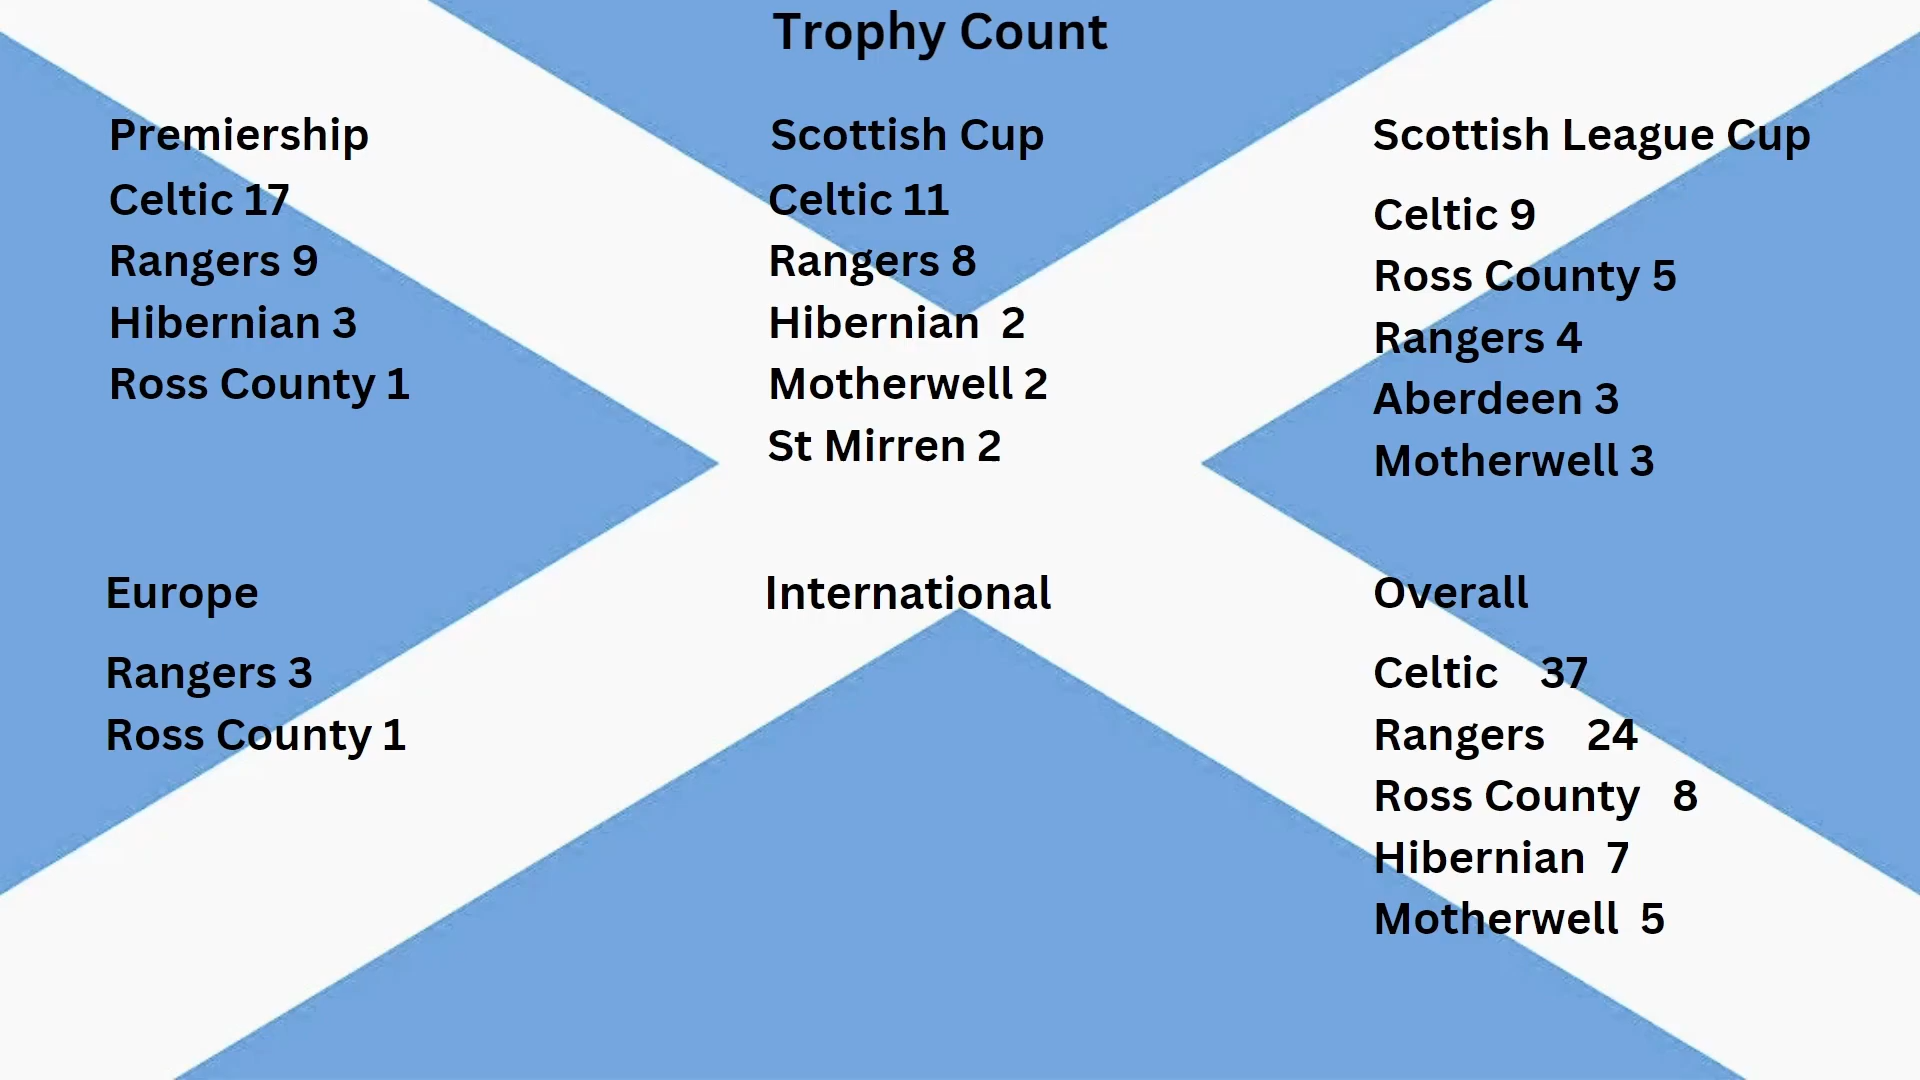 Trophy Count
Premiership
Celtic 17
Rangers 9
Hibernian 3
Ross County 1
Scottish Cup
Celtic 11
Rangers 8
Hibernian 2
Motherwell 2
St Mirren 2
Scottish League Cup
Celtic 9
Ross County 5
Rangers 4
Aberdeen 3
Motherwell 3
Europe
Rangers 3
Ross County 1
International
Overall
Celtic 37
Rangers 24
Ross County 8
Hibernian 7
Motherwell 5